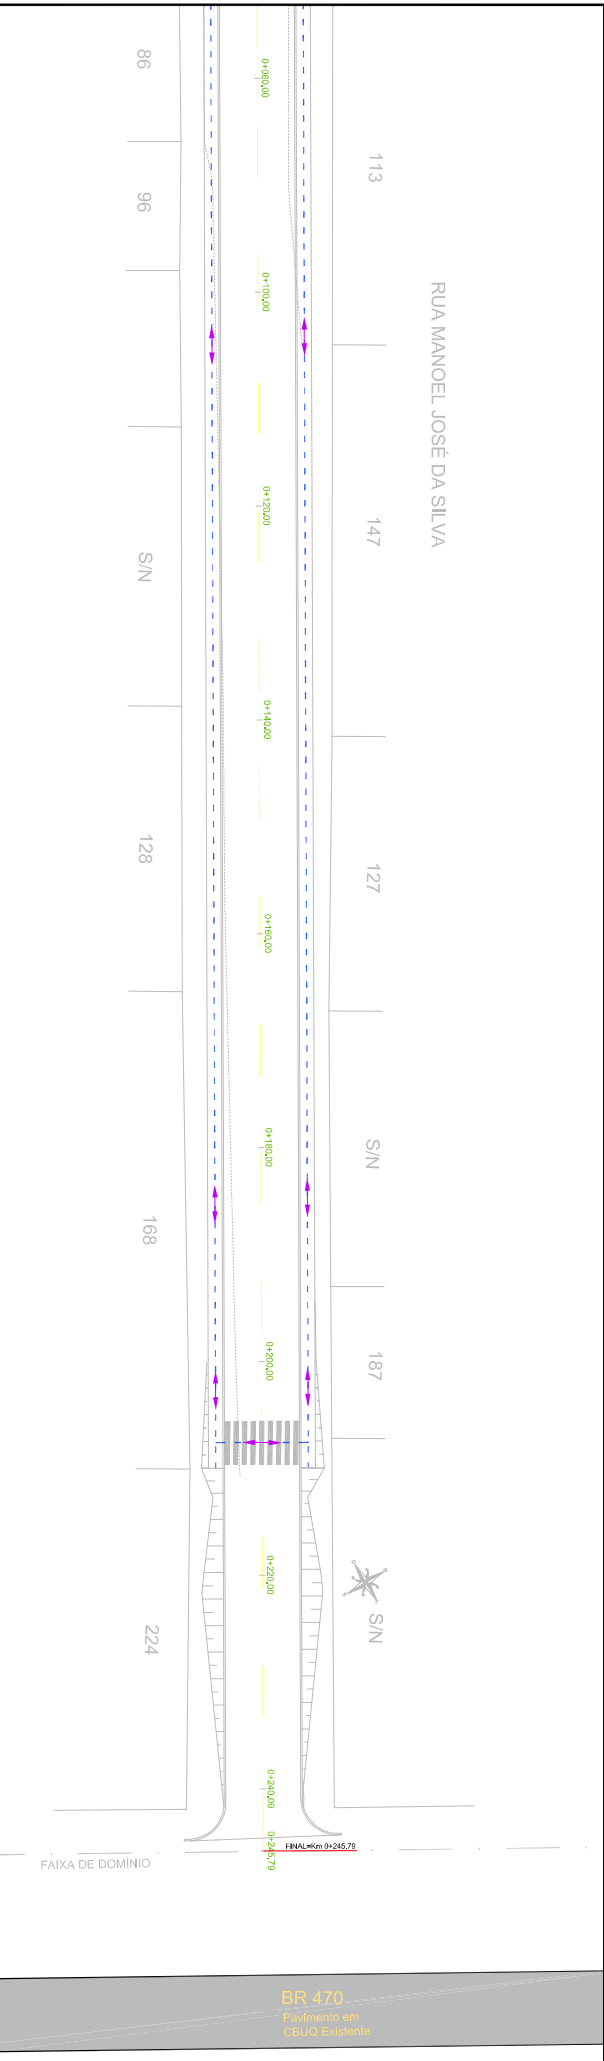 86
0+080,00
113
96
RUA MANOEL JOSÉ DA SILVA
0+100,00
0+120,00
147
S/N
0+140,00
128
127
0+160,00
0+180,00
S/N
168
0+200,00
187
0+220,00
S/N
224
0+240,00
0+245,79
FINAL=Km 0+245,79
FAIXA DE DOMÍNIO
BR 470
Pavimento em
CBUQ Existente